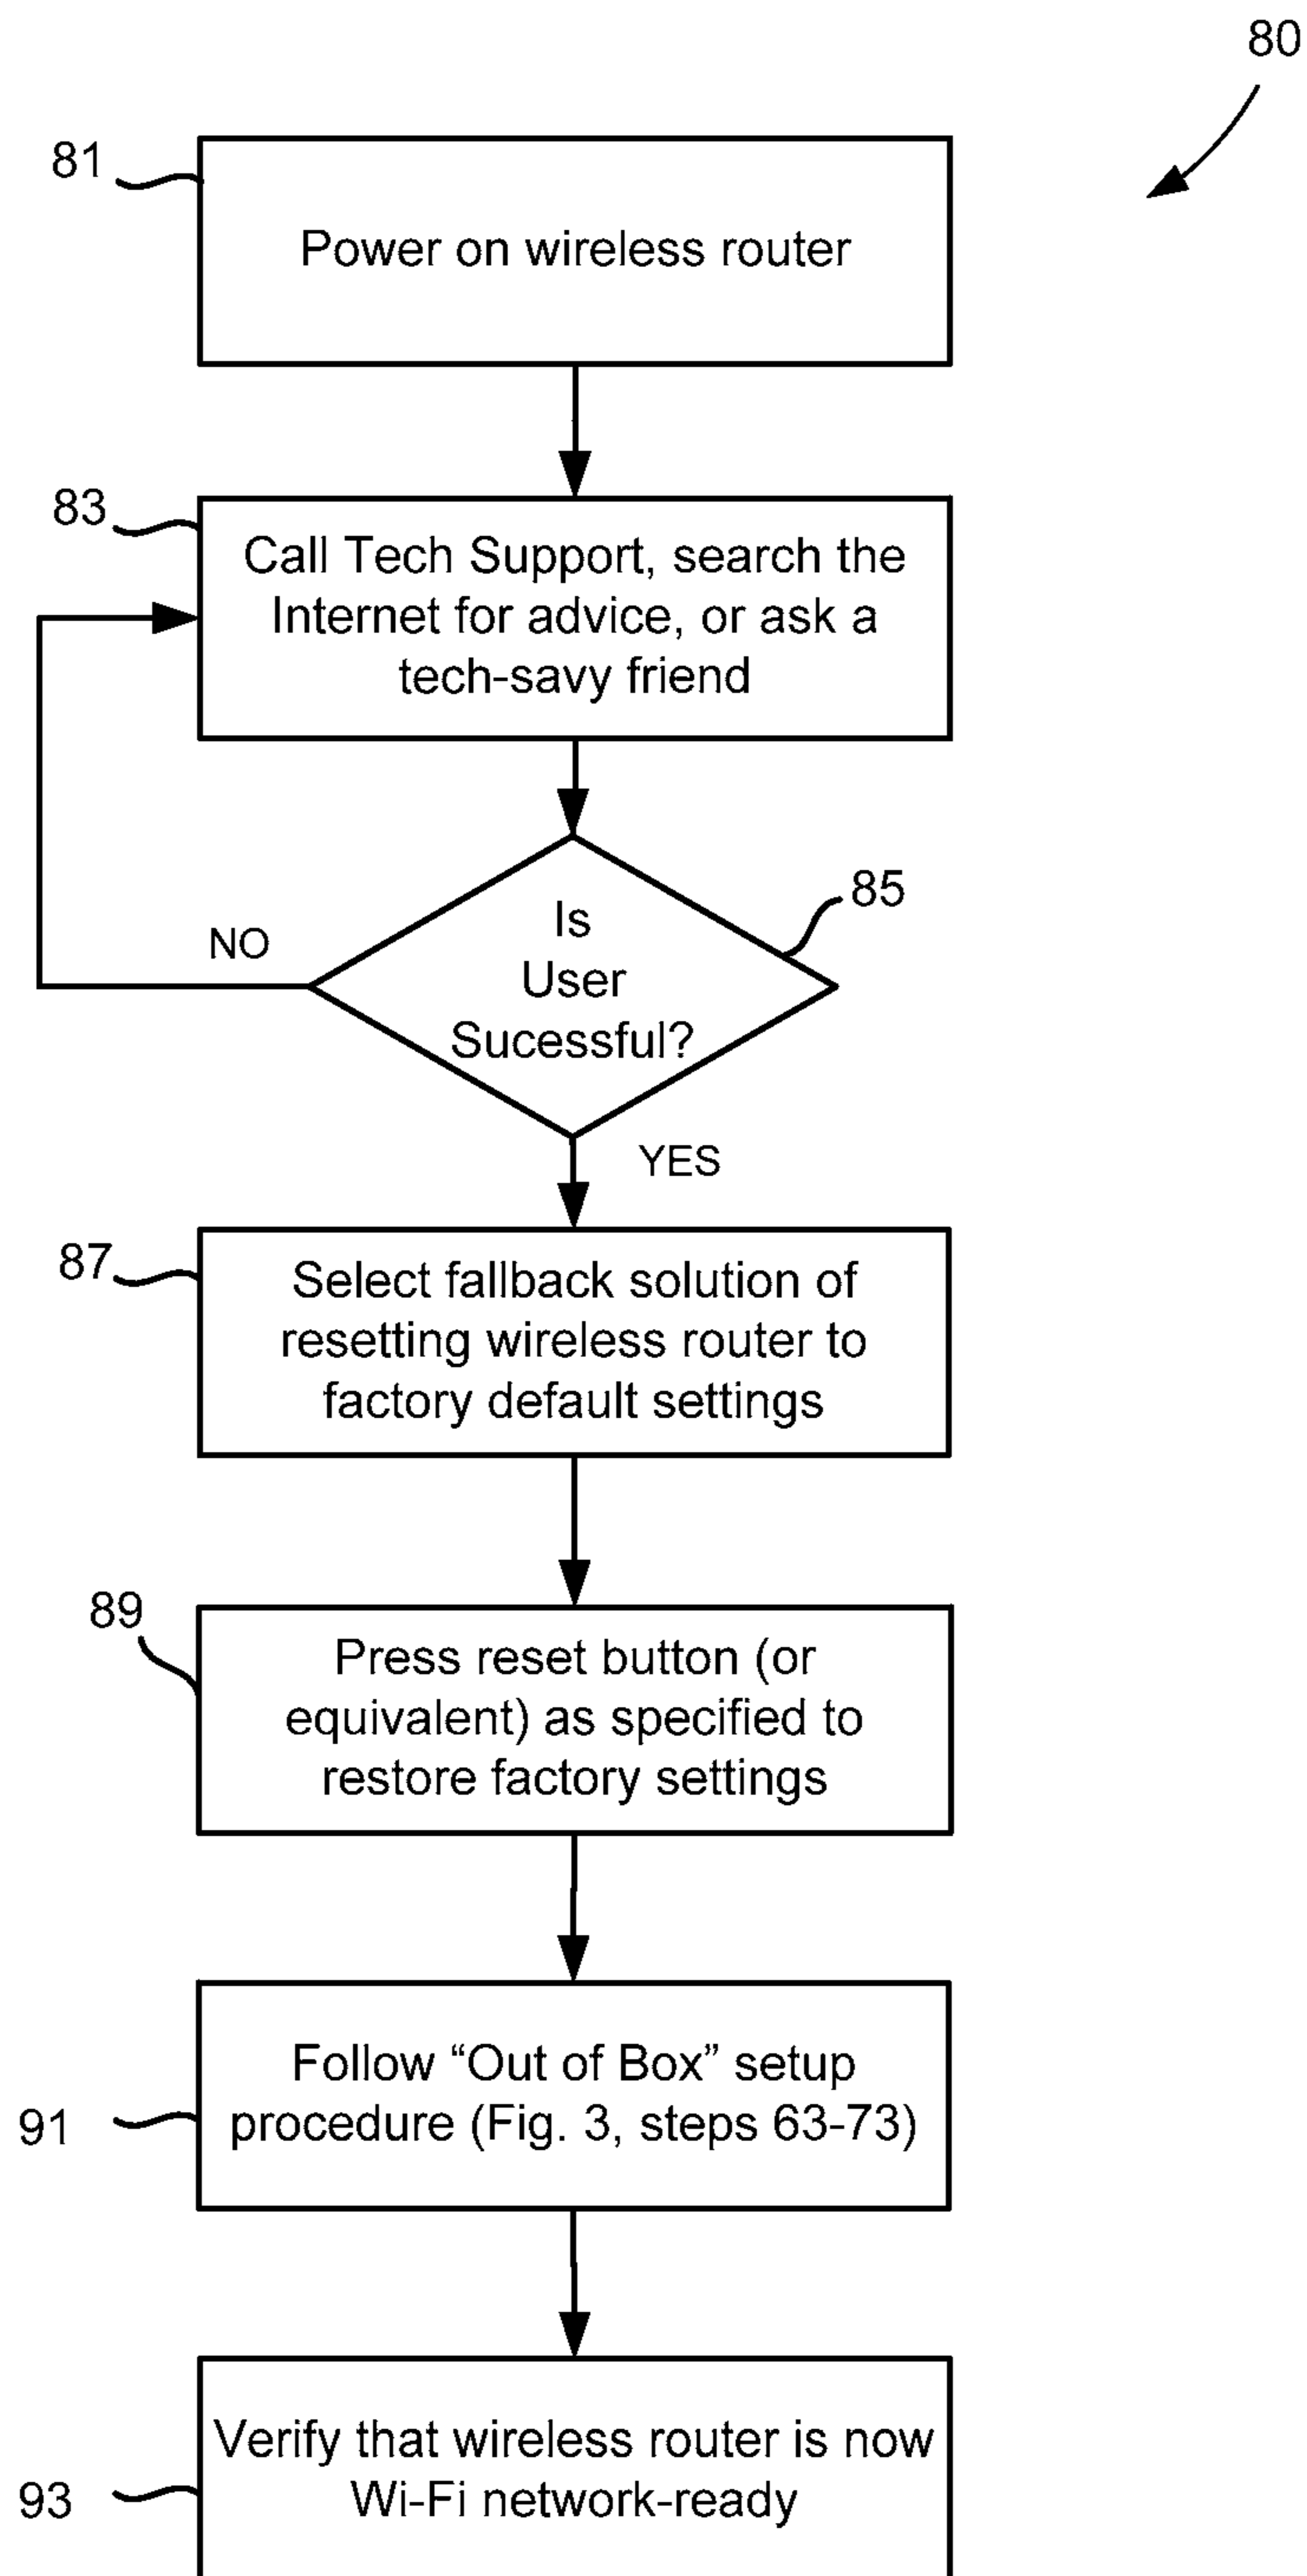 80
81
Power on wireless router
83
Call Tech Support, search the
Internet for advice, or ask a
tech-savy friend
85
Is
User
Sucessful?
NO
YES
87
Select fallback solution of
resetting wireless router to
factory default settings
89
Press reset button (or
equivalent) as specified to
restore factory settings
91
Follow “Out of Box” setup
procedure (Fig. 3, steps 63-73)
93
Verify that wireless router is now
Wi-Fi network-ready